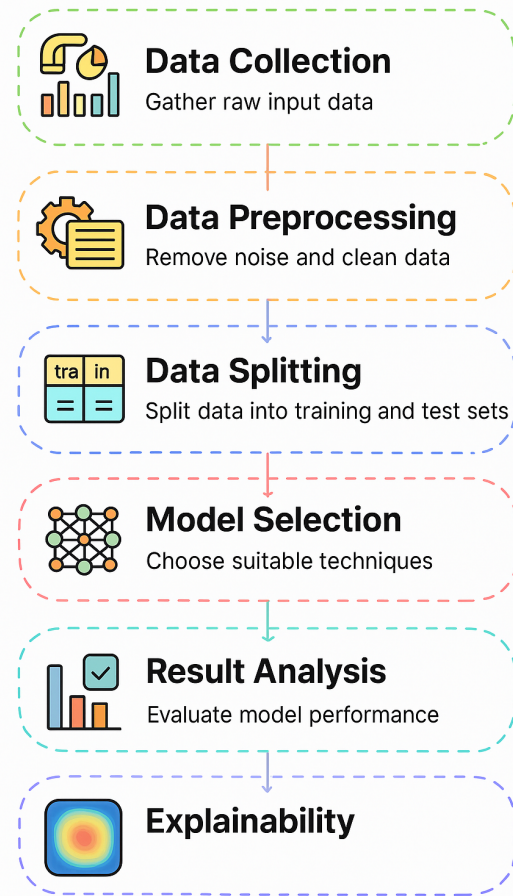 Data Collection
Gather raw input data
Data Preprocessing
Remove noise and clean data
tra in
Data Splitting
Split data into training and test sets
Model Selection
Choose suitable techniques
Result Analysis
Evaluate model performance
Explainability